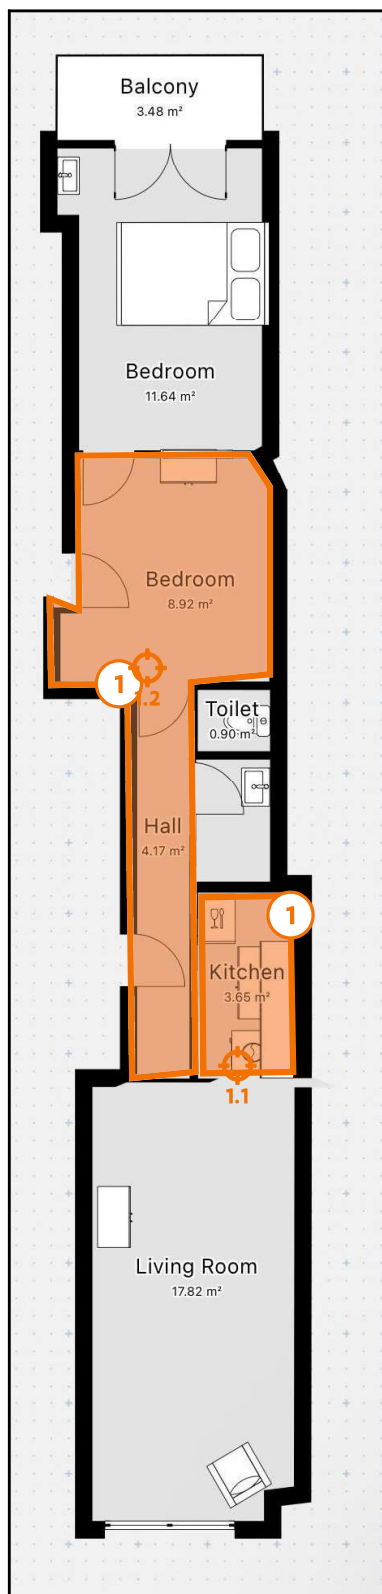 Balcony
3.48 m²
Bedroom
11.64 m²
Bedroom
8.92 m²
1
1.2
Toilet
0.90 m²
Hall
4.17 m²
1
Kitchen
3.65 m²
1.1
Living Room
17.82 m²